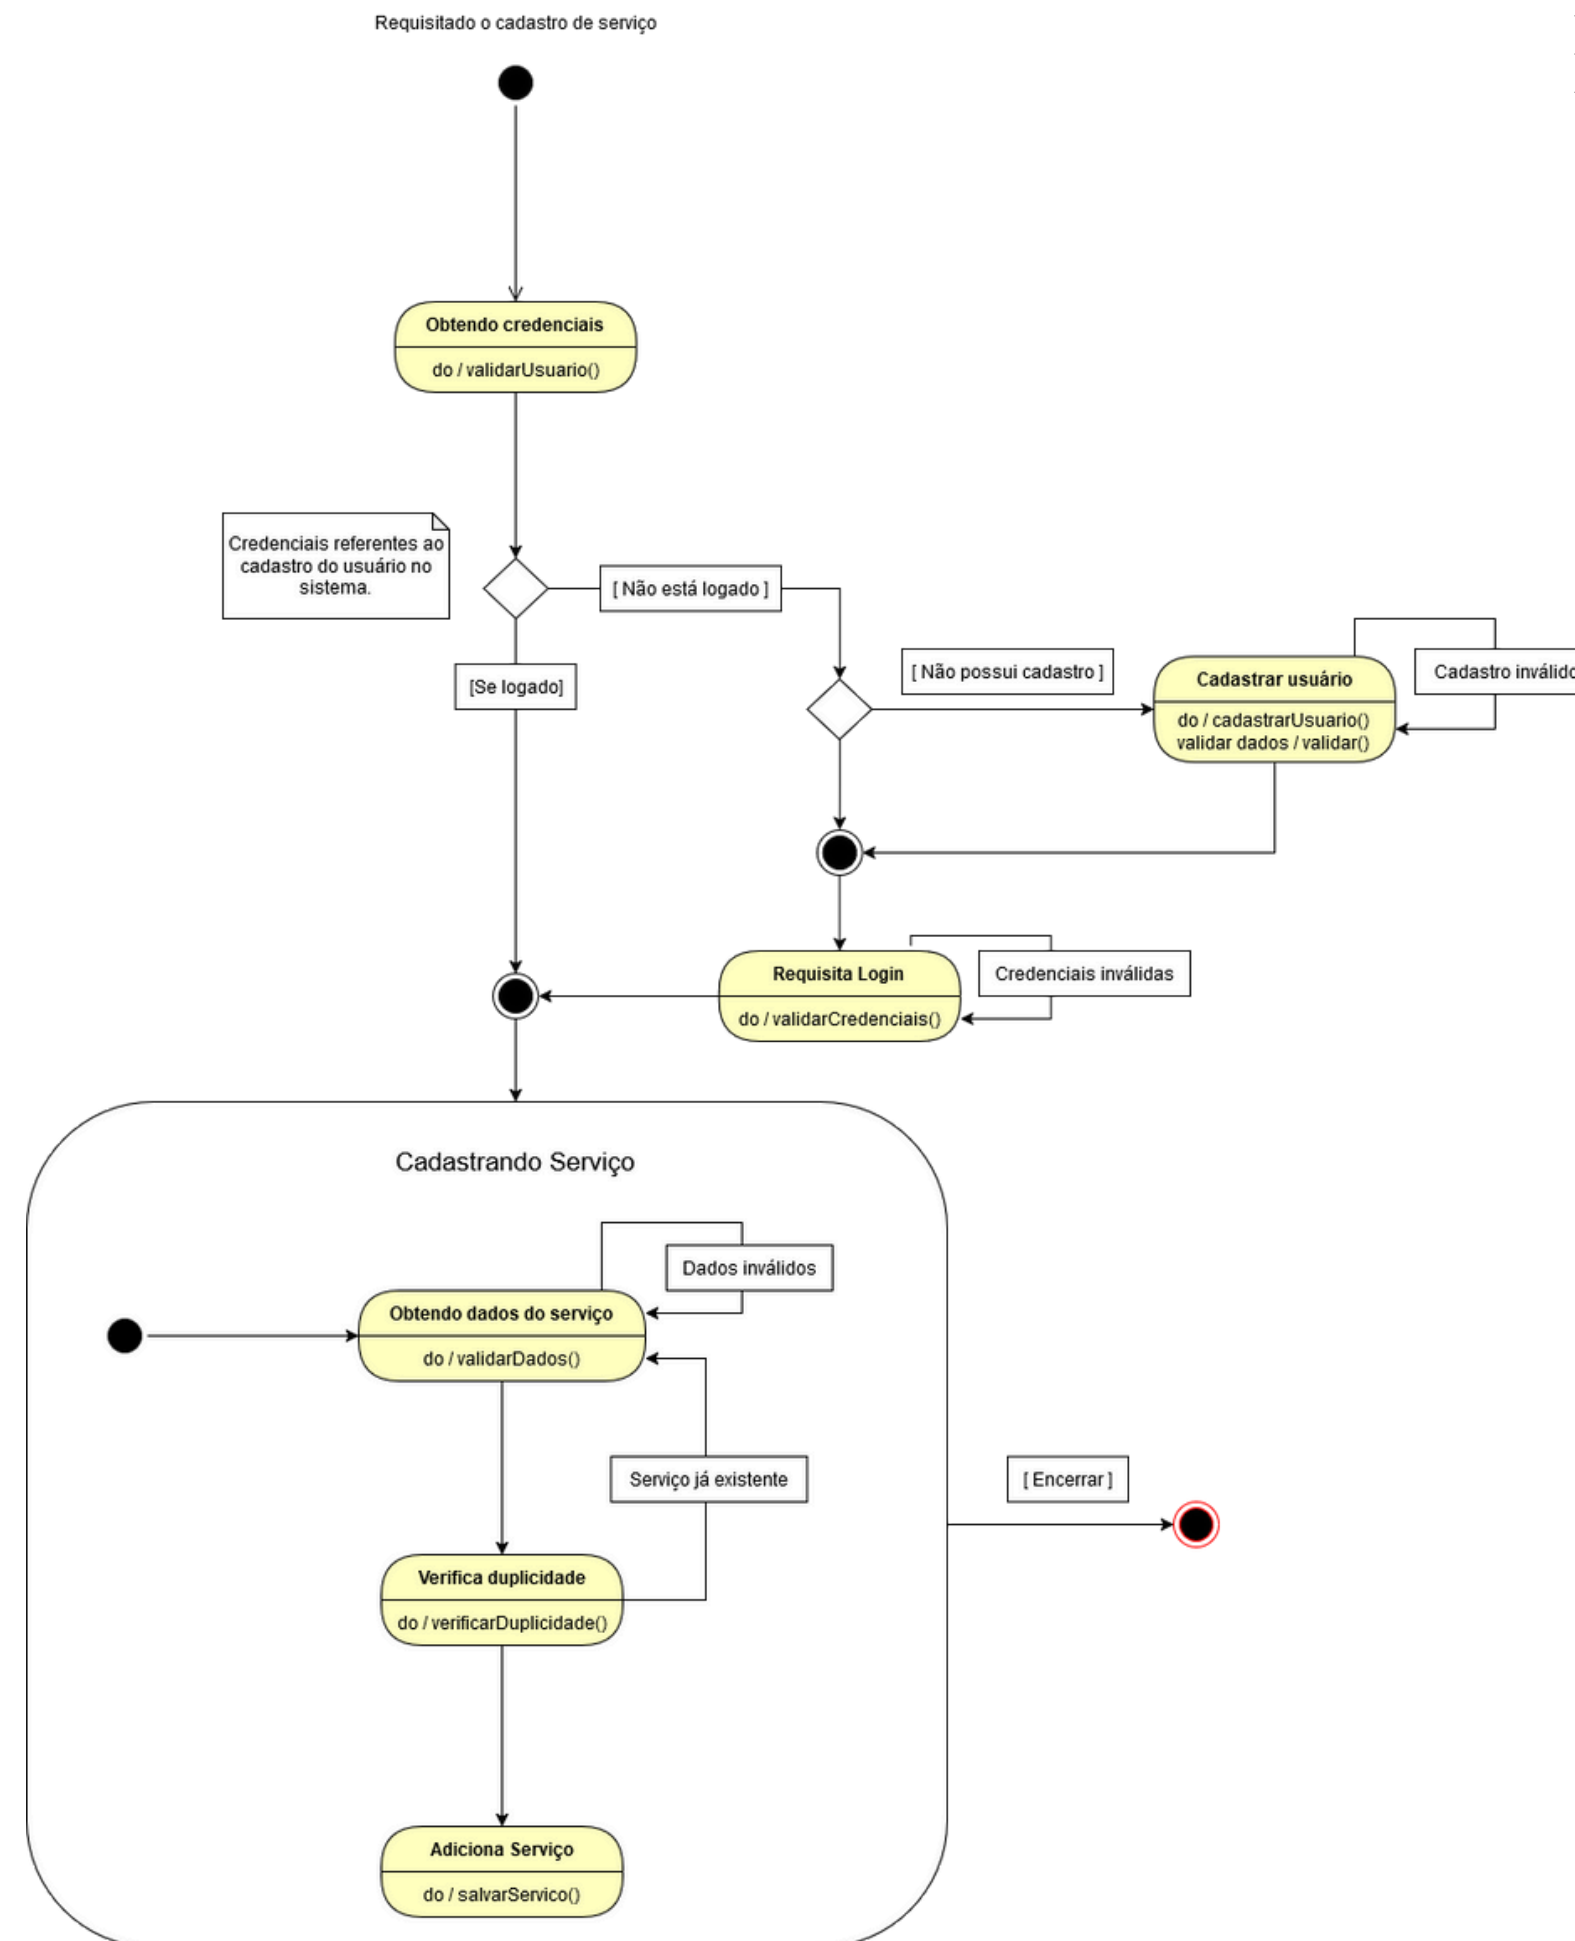 Requisitado o cadastro de serviço
Obtendo credenciais
do / validarUsuario()
Credenciais referentes ao
cadastro do usuário no
sistema.
[ Não está logado ]
[Se logado]
[ Não possui cadastro ]
Cadastrar usuário
do / cadastrarUsuario()
validar dados / validar()
Cadastro inválido
Requisita Login
do / validarCredenciais()
Credenciais inválidas
Cadastrando Serviço
Dados inválidos
Obtendo dados do serviço
do / validarDados()
Serviço já existente
[ Encerrar ]
Verifica duplicidade
do / verificarDuplicidade()
Adiciona Serviço
do / salvarServico()